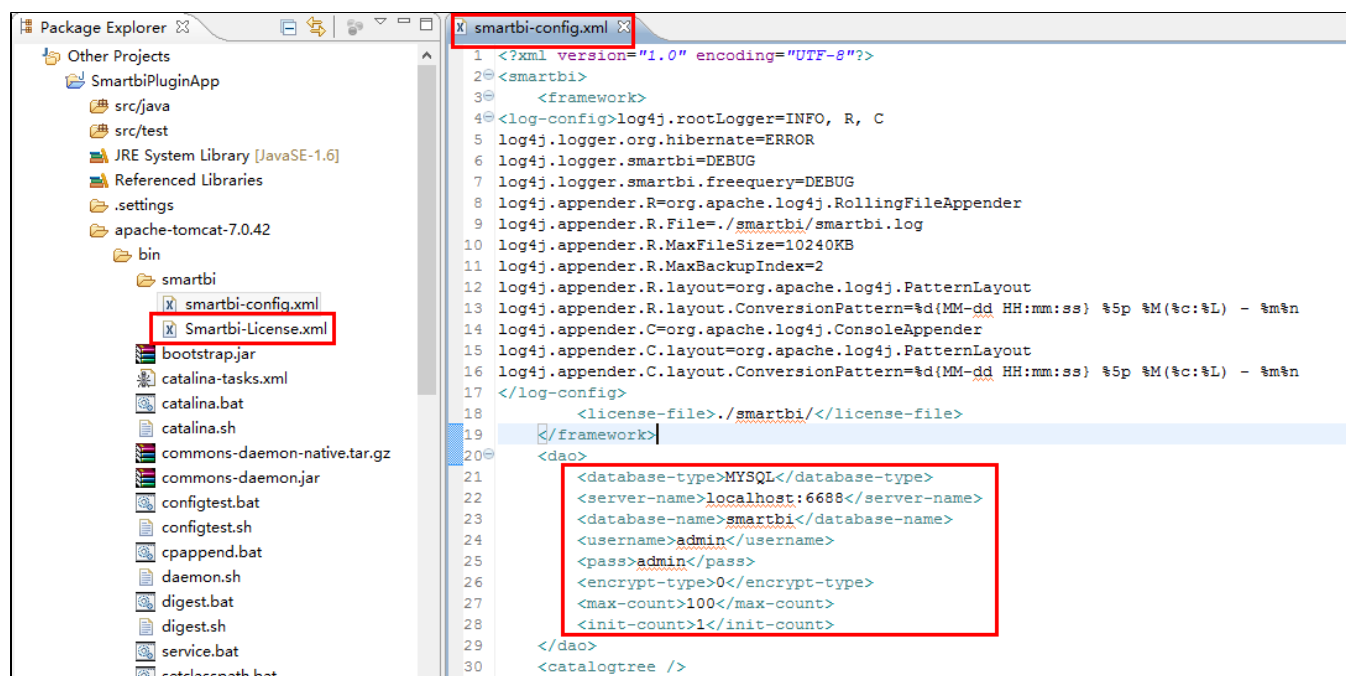 Package Explorer
Other Projects
SmartbiPluginApp
src/java
src/test
JRE System Library [JavaSE-1.6]
Referenced Libraries
.settings
apache-tomcat-7.0.42
bin
smartbi
smartbi-config.xml
Smartbi-License.xml
bootstrap.jar
catalina-tasks.xml
catalina.bat
catalina.sh
commons-daemon-native.tar.gz
commons-daemon.jar
configtest.bat
configtest.sh
cpappend.bat
daemon.sh
digest.bat
digest.sh
service.bat
setclasspath.bat
smartbi-config.xml
1 <?xml version="1.0" encoding="UTF-8"?>
2 <smartbi>
3 <framework>
4 <log-config>log4j.rootLogger=INFO, R, C
5 log4j.logger.org.hibernate=ERROR
6 log4j.logger.smartbi=DEBUG
7 log4j.logger.smartbi.freequery=DEBUG
8 log4j.appender.R=org.apache.log4j.RollingFileAppender
9 log4j.appender.R.File=./smartbi/smartbi.log
10 log4j.appender.R.MaxFileSize=10240KB
11 log4j.appender.R.MaxBackupIndex=2
12 log4j.appender.R.layout=org.apache.log4j.PatternLayout
13 log4j.appender.R.layout.ConversionPattern=%d{MM-dd HH:mm:ss} %5p %M(%c:%L) - %m%n
14 log4j.appender.C=org.apache.log4j.ConsoleAppender
15 log4j.appender.C.layout=org.apache.log4j.PatternLayout
16 log4j.appender.C.layout.ConversionPattern=%d{MM-dd HH:mm:ss} %5p %M(%c:%L) - %m%n
17 </log-config>
18 <license-file>./smartbi/</license-file>
19 </framework>
20 <dao>
21 <database-type>MYSQL</database-type>
22 <server-name>localhost:6688</server-name>
23 <database-name>smartbi</database-name>
24 <username>admin</username>
25 <pass>admin</pass>
26 <encrypt-type>0</encrypt-type>
27 <max-count>100</max-count>
28 <init-count>1</init-count>
29 </dao>
30 <catalogtree />